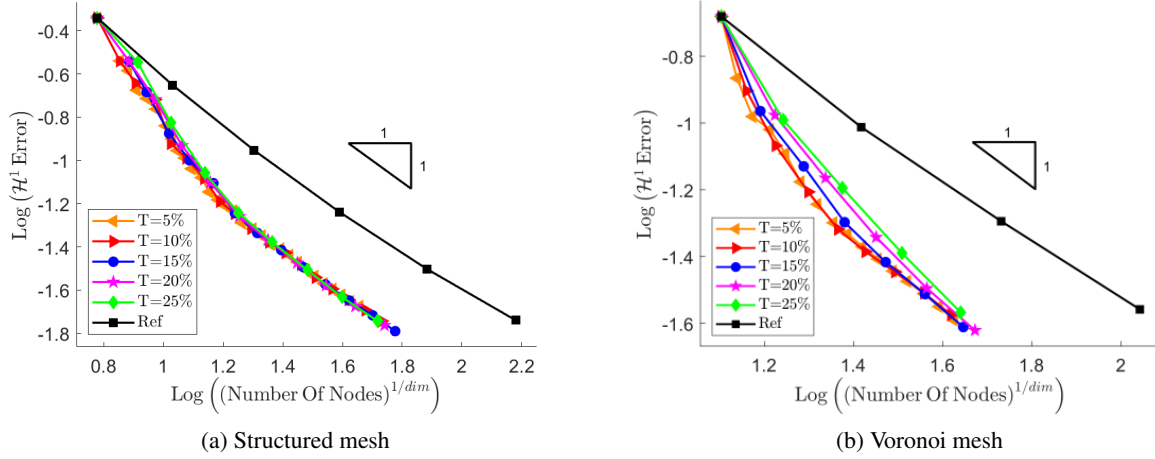 -0.4
-0.6
-0.8
-1
-1.2
-1.4
-1.6
-1.8
Log (ℋ¹ Error)
1
1
T=5%
T=10%
T=15%
T=20%
T=25%
Ref
0.8 1 1.2 1.4 1.6 1.8 2 2.2
Log ((Number Of Nodes)^{1/dim})
(a) Structured mesh
-0.8
-1
-1.2
-1.4
-1.6
Log (ℋ¹ Error)
1
1
T=5%
T=10%
T=15%
T=20%
T=25%
Ref
1.2 1.4 1.6 1.8 2
Log ((Number Of Nodes)^{1/dim})
(b) Voronoi mesh